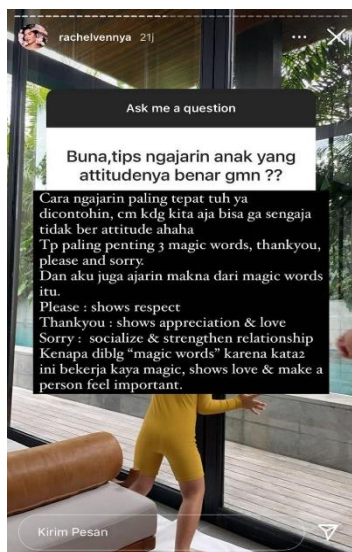 rachelvennya 21j
Ask me a question
Buna,tips ngajarin anak yang
attitudenya benar gmn ??
Cara ngajarin paling tepat tuh ya
dicontohin, cm kdg kita aja bisa ga sengaja
tidak ber attitude ahaha
Tp paling penting 3 magic words, thankyou,
please and sorry.
Dan aku juga ajarin makna dari magic words
itu.
Please : shows respect
Thankyou : shows appreciation & love
Sorry : socialize & strengthen relationship
Kenapa diblg “magic words” karena kata2
ini bekerja kaya magic, shows love & make a
person feel important.
Kirim Pesan